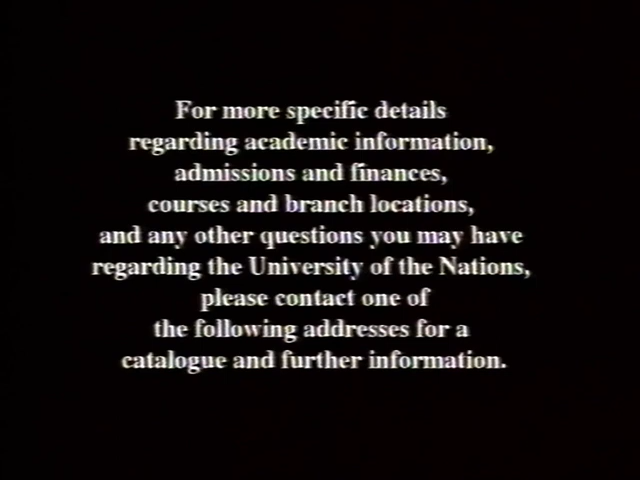 For more specific details
regarding academic information,
admissions and finances,
courses and branch locations,
and any other questions you may have
regarding the University of the Nations,
please contact one of
the following addresses for a
catalogue and further information.